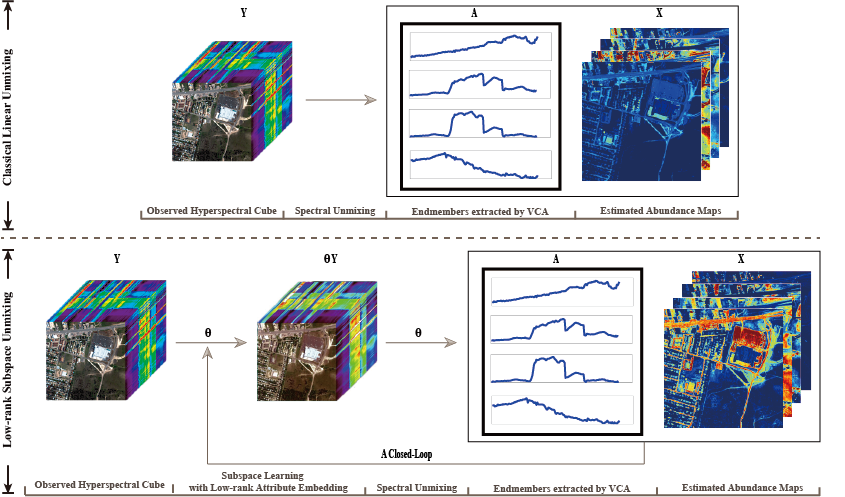 Classical Linear Unmixing
Y
A
X
Observed Hyperspectral Cube
Spectral Unmixing
Endmembers extracted by VCA
Estimated Abundance Maps
Low-rank Subspace Unmixing
Y
θY
A
X
θ
θ
A Closed-Loop
Observed Hyperspectral Cube
Subspace Learning
with Low-rank Attribute Embedding
Spectral Unmixing
Endmembers extracted by VCA
Estimated Abundance Maps